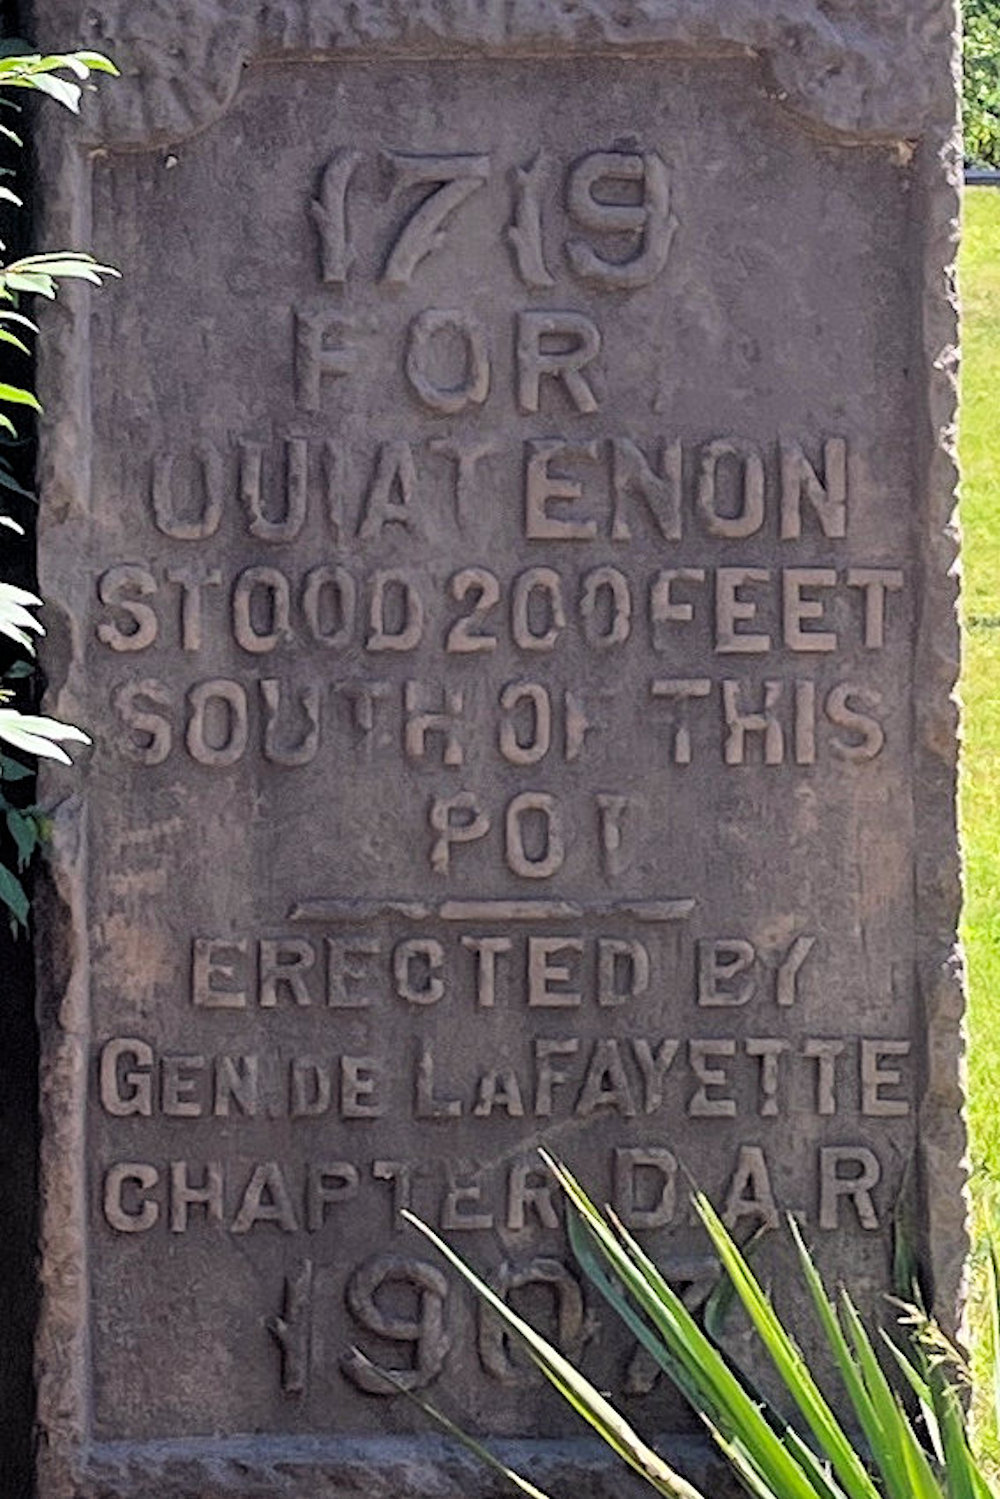 1719
FOR
OUIATENON
STOOD 200 FEET
SOUTH OF THIS
POT
ERECTED BY
GEN. DE LAFAYETTE
CHAPTER D.A.R
1907